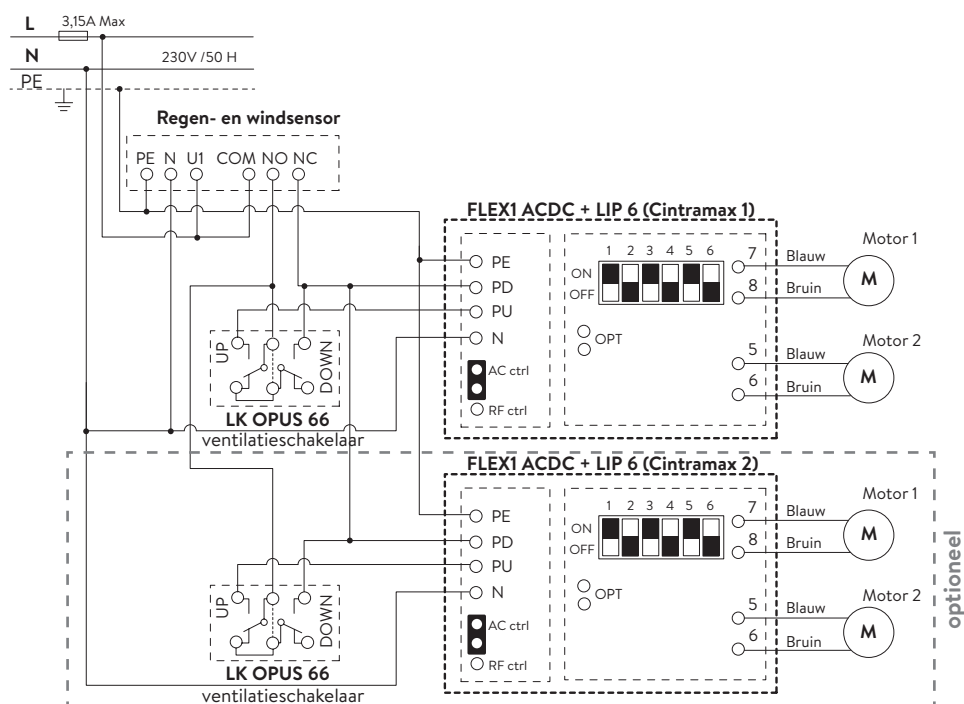 L 3,15A Max
N 230V /50 H
PE
Regen- en windsensor
PE N U1 COM NO NC
FLEX1 ACDC + LIP 6 (Cintramax 1)
PE
PD
PU
N
AC ctrl
RF ctrl
1 2 3 4 5 6
ON
OFF
OPT
7 Blauw
8 Bruin
Motor 1
M
5 Blauw
6 Bruin
Motor 2
M
UP DOWN
LK OPUS 66
ventilatieschakelaar
FLEX1 ACDC + LIP 6 (Cintramax 2)
PE
PD
PU
N
AC ctrl
RF ctrl
1 2 3 4 5 6
ON
OFF
OPT
7 Blauw
8 Bruin
Motor 1
M
5 Blauw
6 Bruin
Motor 2
M
UP DOWN
LK OPUS 66
ventilatieschakelaar
optioneel